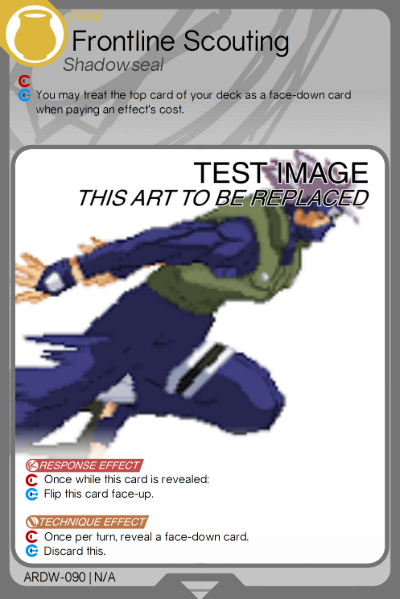 Frontline Scouting
Shadowseal
C
C You may treat the top card of your deck as a face-down card
when paying an effect's cost.
TEST IMAGE
THIS ART TO BE REPLACED
RESPONSE EFFECT
C Once while this card is revealed:
C Flip this card face-up.
TECHNIQUE EFFECT
C Once per turn, reveal a face-down card.
C Discard this.
ARDW-090 | N/A